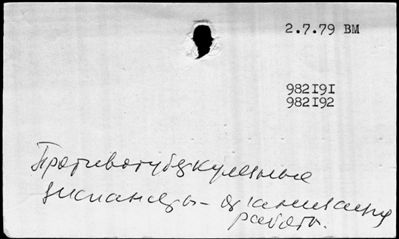 2.7.79 ВМ
982I9I
982I92
Противотуберкулезные
диспансеры - организация
работы.